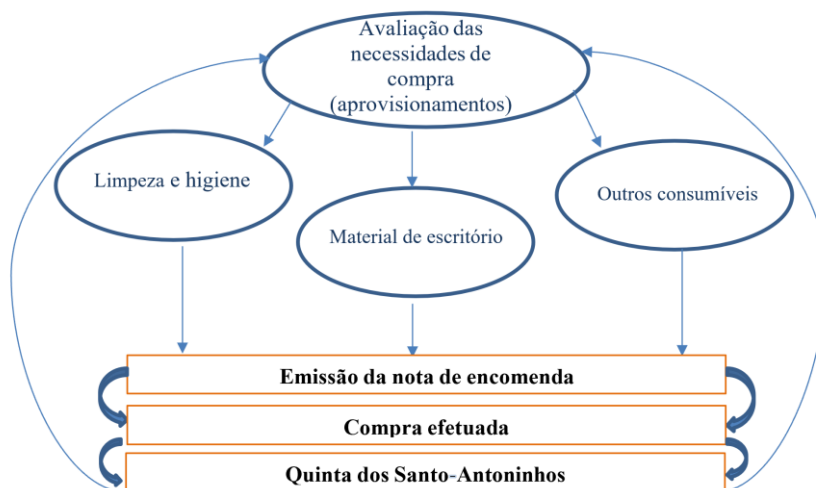 Avaliação das
necessidades de
compra
(aprovisionamentos)
Limpeza e higiene
Outros consumíveis
Material de escritório
Emissão da nota de encomenda
Compra efetuada
Quinta dos Santo-Antoninhos